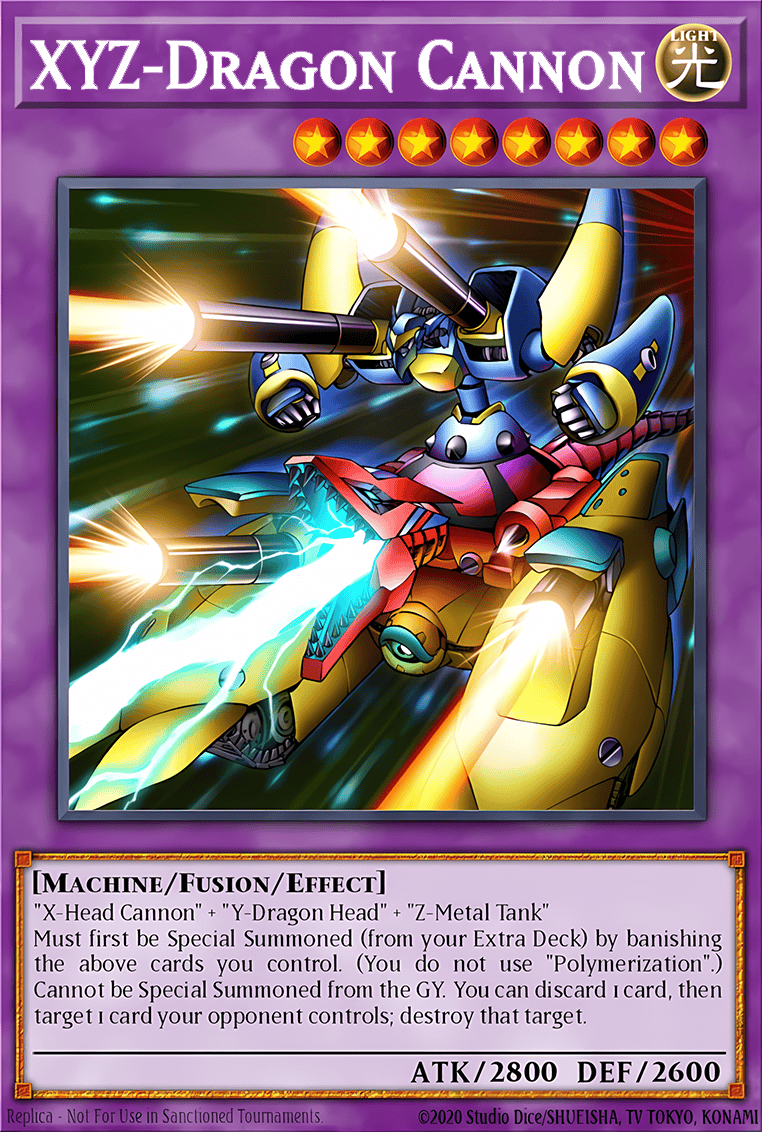 XYZ-Dragon Cannon
LIGHT
光
[Machine/Fusion/Effect]
"X-Head Cannon" + "Y-Dragon Head" + "Z-Metal Tank"
Must first be Special Summoned (from your Extra Deck) by banishing
the above cards you control. (You do not use "Polymerization".)
Cannot be Special Summoned from the GY. You can discard 1 card, then
target 1 card your opponent controls; destroy that target.
ATK/2800 DEF/2600
Replica - Not For Use in Sanctioned Tournaments.
©2020 Studio Dice/SHUEISHA, TV TOKYO, KONAMI